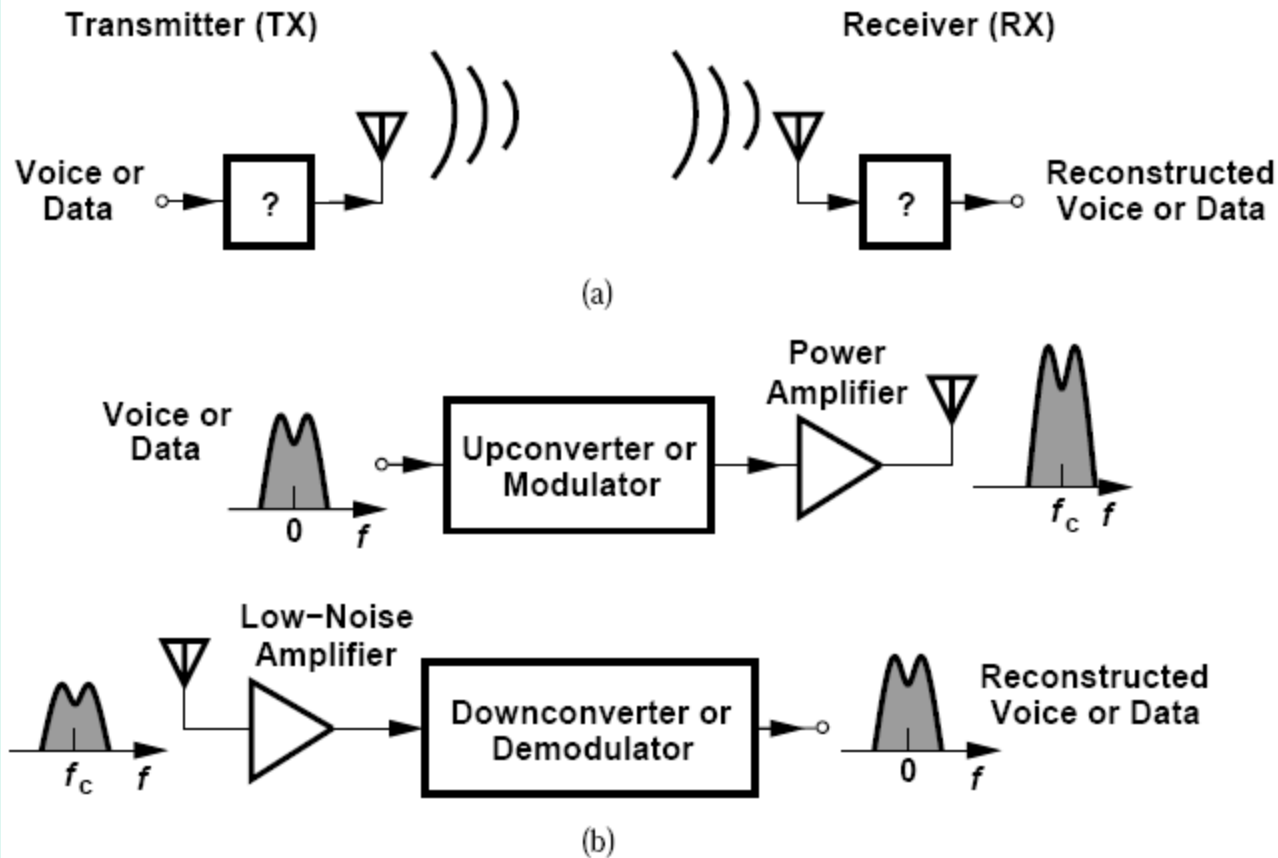 Transmitter (TX)
Receiver (RX)
Voice or
Data
?
?
Reconstructed
Voice or Data
(a)
Voice or
Data
0
f
Upconverter or
Modulator
Power
Amplifier
fc f
fc f
Low−Noise
Amplifier
Downconverter or
Demodulator
0
f
Reconstructed
Voice or Data
(b)